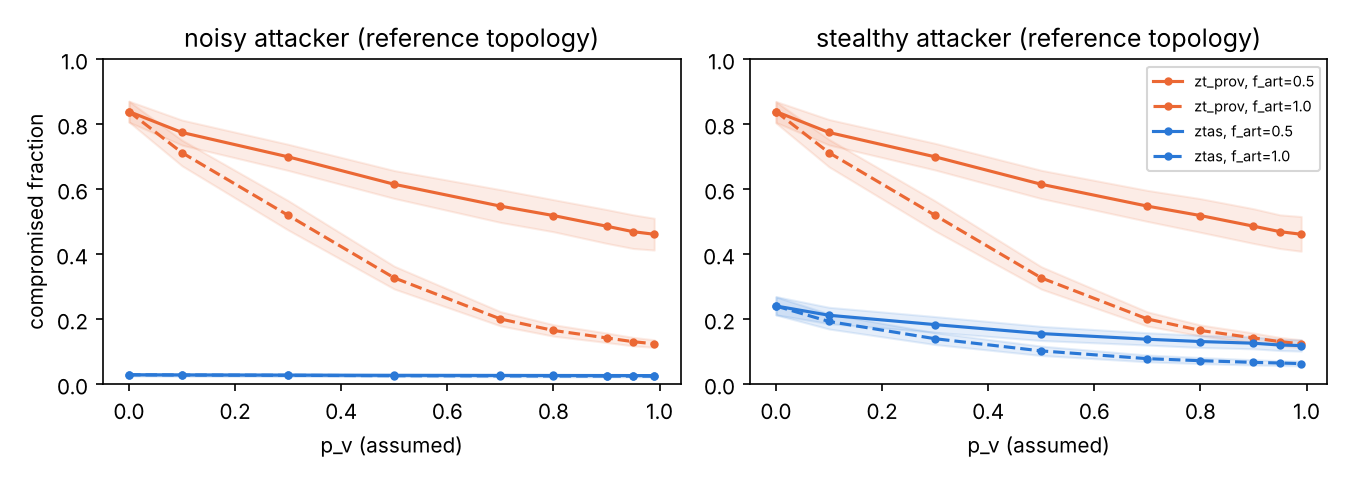 noisy attacker (reference topology)
compromised fraction
1.0
0.8
0.6
0.4
0.2
0.0
0.0 0.2 0.4 0.6 0.8 1.0
p_v (assumed)
stealthy attacker (reference topology)
1.0
0.8
0.6
0.4
0.2
0.0
zt_prov, f_art=0.5
zt_prov, f_art=1.0
ztas, f_art=0.5
ztas, f_art=1.0
0.0 0.2 0.4 0.6 0.8 1.0
p_v (assumed)